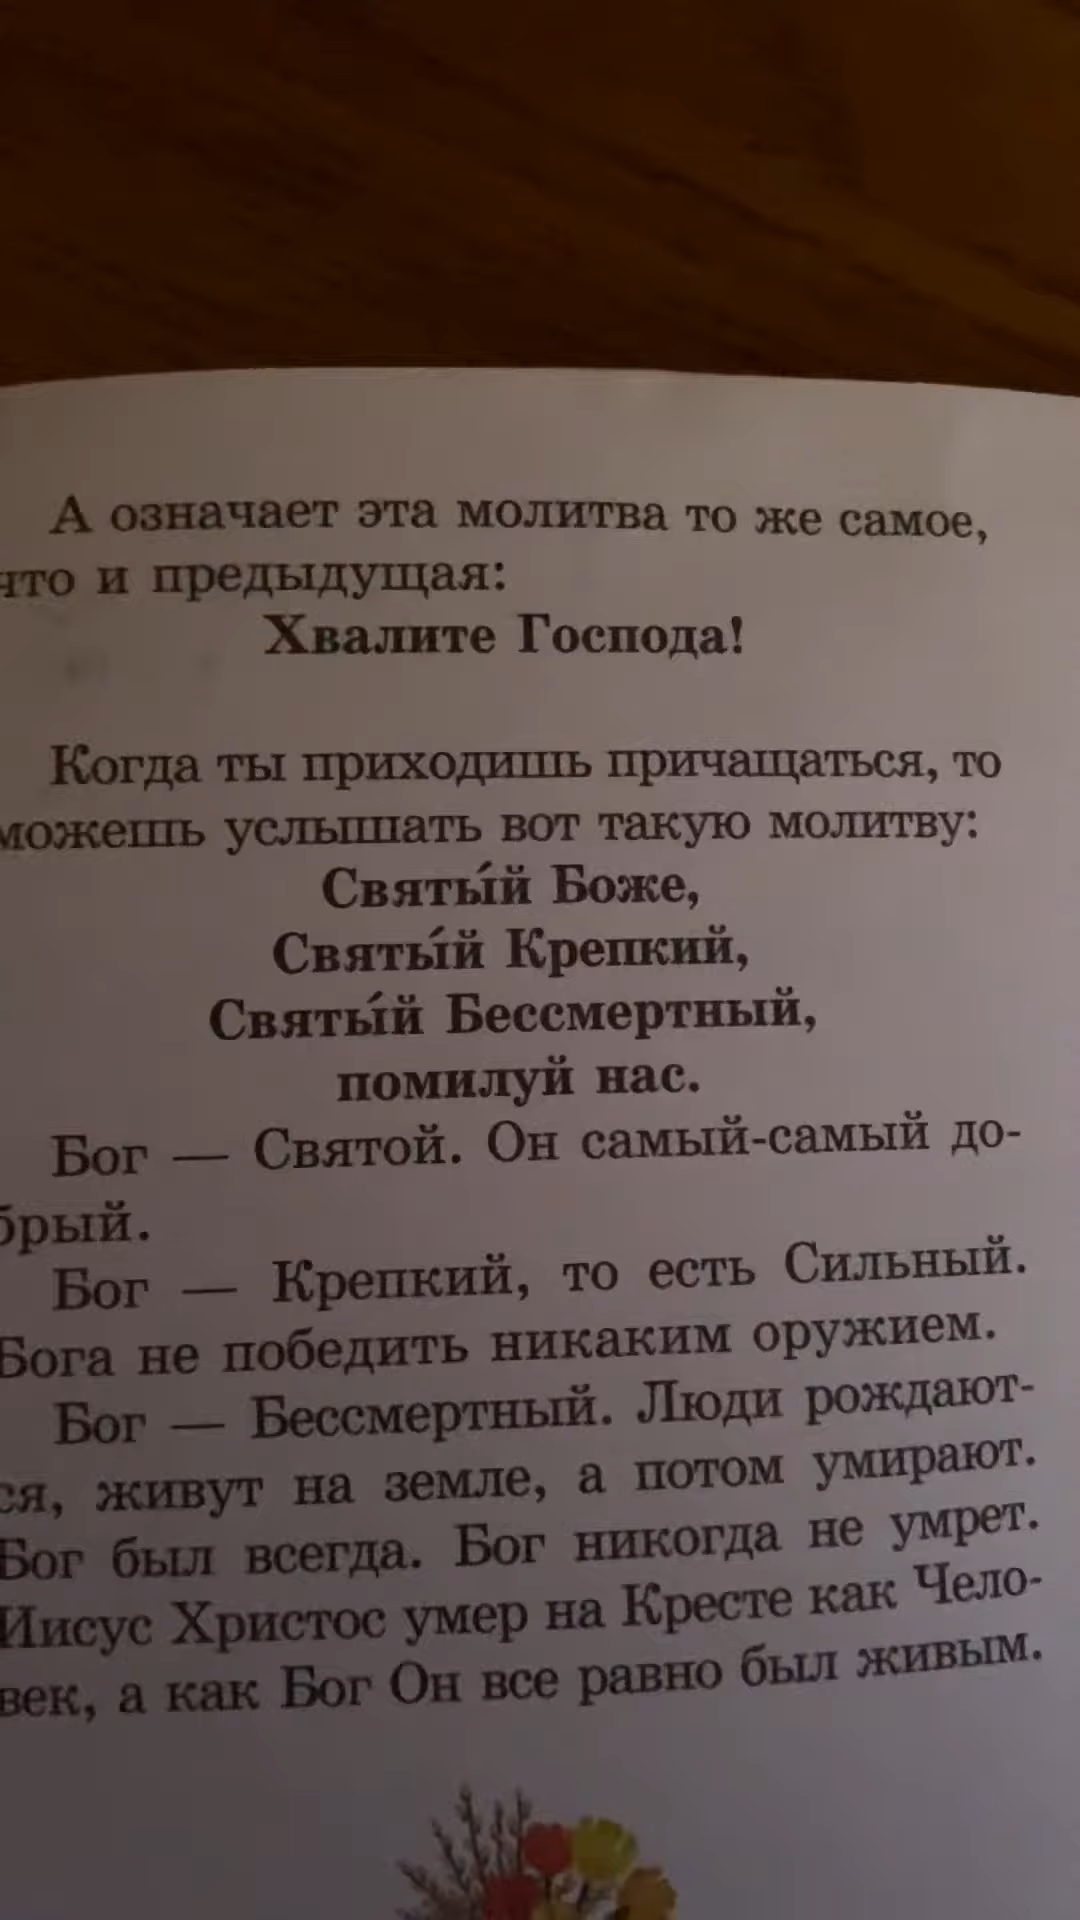 А означает эта молитва то же самое,
что и предыдущая:
Хвалите Господа!
Когда ты приходишь причащаться, то
можешь услышать вот такую молитву:
Святы́й Боже,
Святы́й Крепкий,
Святы́й Бессмертный,
помилуй нас.
Бог — Святой. Он самый-самый до-
брый.
Бог — Крепкий, то есть Сильный.
Бога не победить никаким оружием.
Бог — Бессмертный. Люди рождают-
ся, живут на земле, а потом умирают.
Бог был всегда. Бог никогда не умрет.
Иисус Христос умер на Кресте как Чело-
век, а как Бог Он все равно был живым.